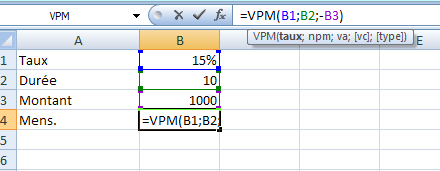 VPM =VPM(B1;B2;-B3)
VPM(taux; npm; va; [vc]; [type])
A B E
1 Taux 15%
2 Durée 10
3 Montant 1000
4 Mens. =VPM(B1;B2;
5
6